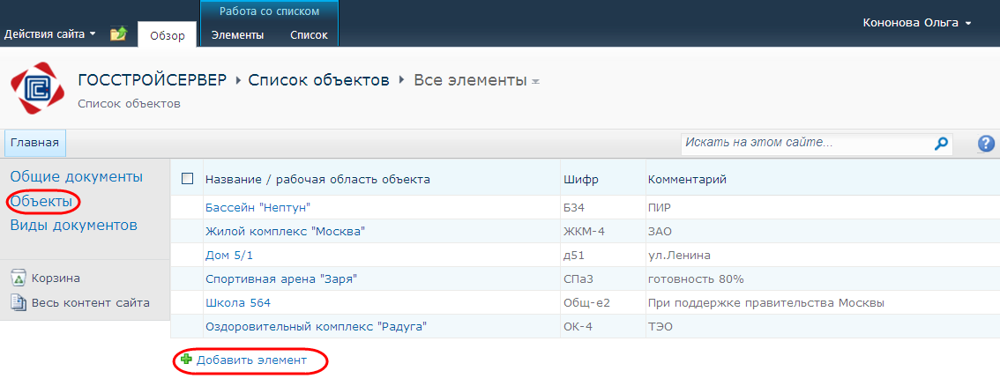 Работа со списком
Действия сайта Обзор Элементы Список Кононова Ольга
ГОССТРОЙСЕРВЕР Список объектов Все элементы
Список объектов
Главная Искать на этом сайте...
Общие документы
Объекты
Виды документов
Корзина
Весь контент сайта
Название / рабочая область объекта Шифр Комментарий
Бассейн "Нептун" Б34 ПИР
Жилой комплекс "Москва" ЖКМ-4 ЗАО
Дом 5/1 д51 ул.Ленина
Спортивная арена "Заря" СПа3 готовность 80%
Школа 564 Общ-е2 При поддержке правительства Москвы
Оздоровительный комплекс "Радуга" ОК-4 ТЭО
Добавить элемент